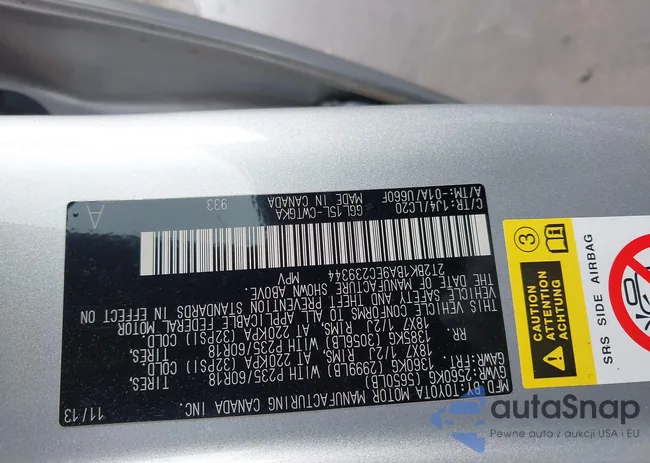 MFD.BY: TOYOTA MOTOR MANUFACTURING CANADA INC. 11/13
GVWR: 2560KG (5650LB)
GAWR: FRT. 1360KG (2999LB) WITH P235/60R18 TIRES,
18X7 1/2J RIMS, AT 220KPA (32PSI) COLD.
RR. 1385KG (3056LB) WITH P235/60R18 TIRES,
18X7 1/2J RIMS, AT 220KPA (32PSI) COLD.
THIS VEHICLE CONFORMS TO ALL APPLICABLE FEDERAL MOTOR
VEHICLE SAFETY AND THEFT PREVENTION STANDARDS IN EFFECT ON
THE DATE OF MANUFACTURE SHOWN ABOVE.
2T2BK1BA9EC239344 MPV
C/TR: 1J4/LC20 GGL15L-CWTGKA 933 A
A/TM: -01A/U660F MADE IN CANADA
3
CAUTION
ATTENTION
ACHTUNG
SRS SIDE AIRBAG
autaSnap
Pewne auto z aukcji USA i EU